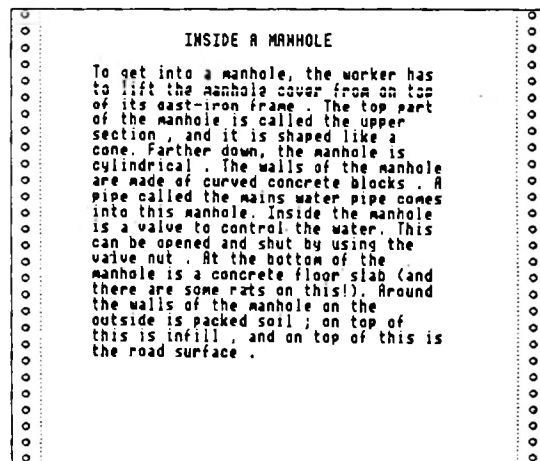 INSIDE A MANHOLE
To get into a manhole, the worker has
to lift the manhole cover from on top
of its cast-iron frame . The top part
of the manhole is called the upper
section , and it is shaped like a
cone. Farther down, the manhole is
cylindrical . The walls of the manhole
are made of curved concrete blocks . A
pipe called the mains water pipe comes
into this manhole. Inside the manhole
is a valve to control the water. This
can be opened and shut by using the
valve nut . At the bottom of the
manhole is a concrete floor slab (and
there are some rats on this!). Around
the walls of the manhole on the
outside is packed soil ; on top of
this is infill , and on top of this is
the road surface .